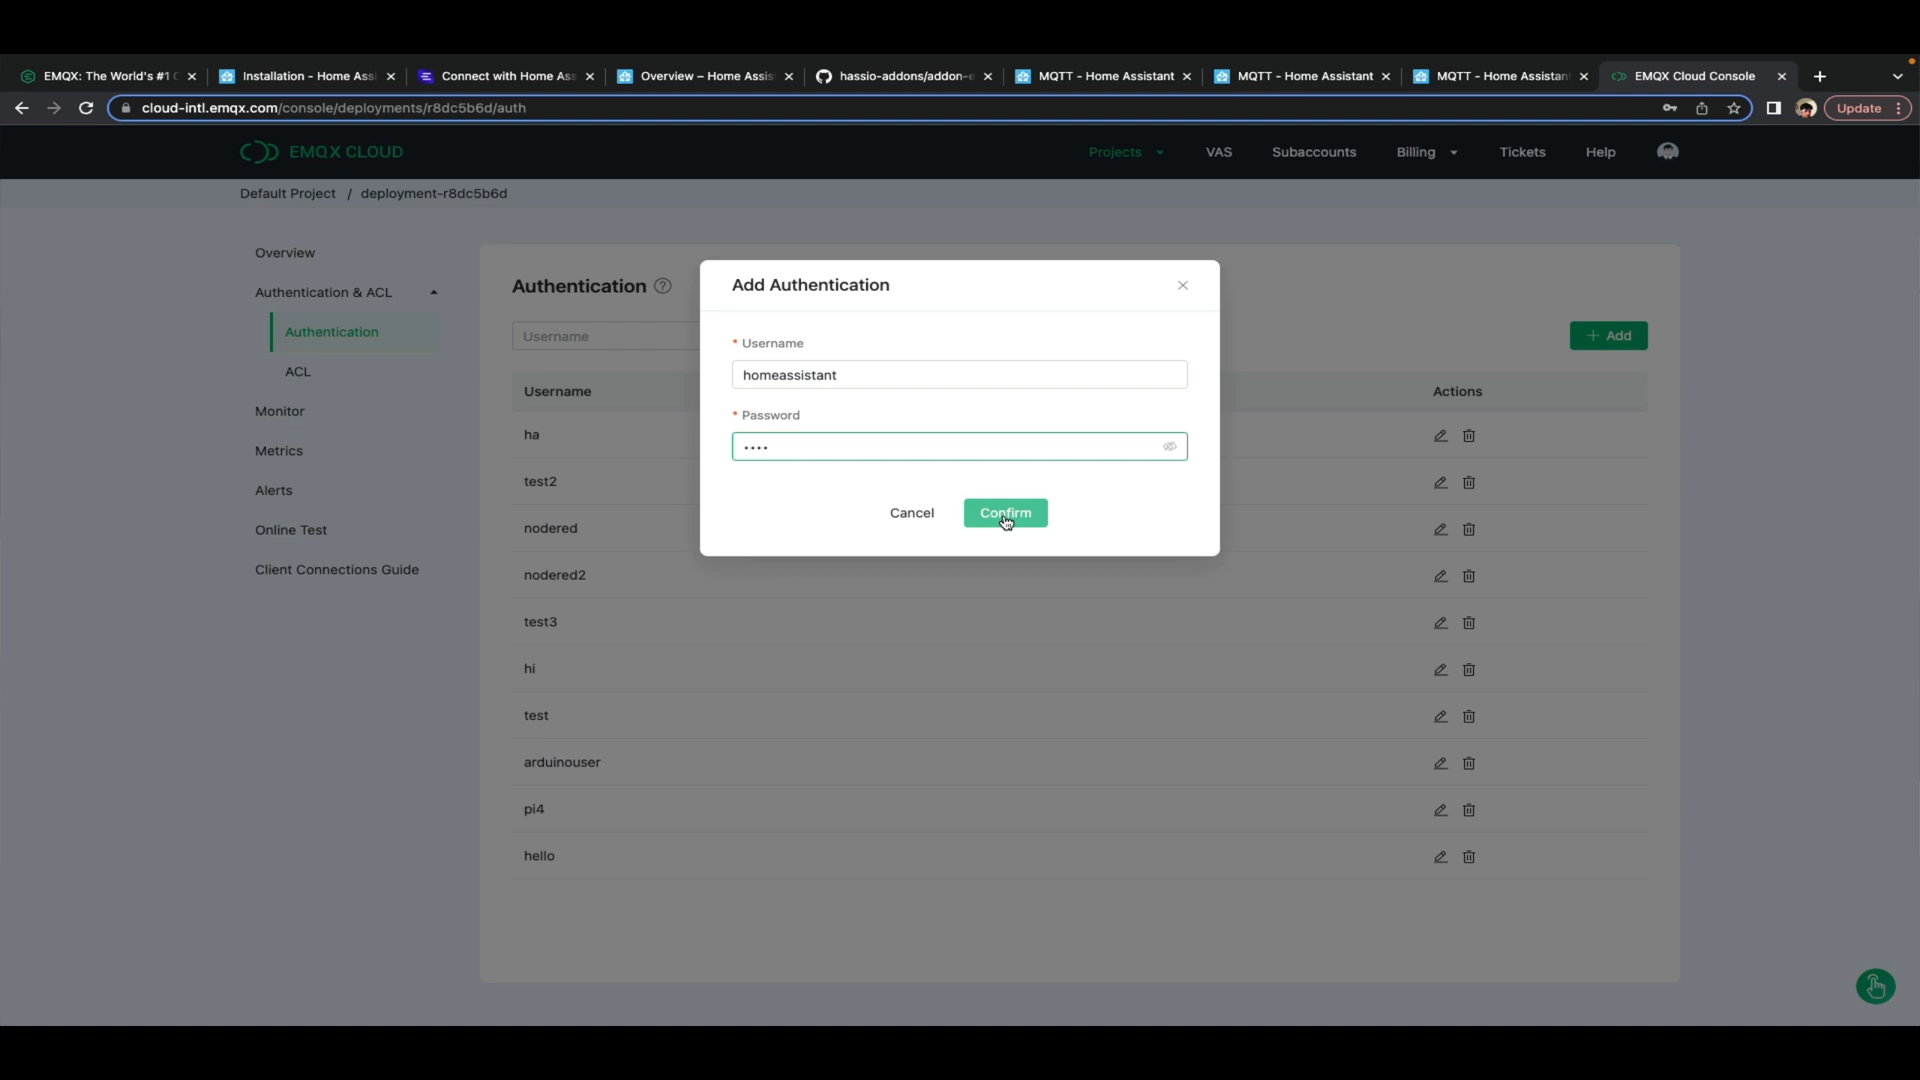 EMQX: The World's #1
Installation - Home Assi
Connect with Home Ass
Overview – Home Assis
hassio-addons/addon-e
MQTT - Home Assistant
MQTT - Home Assistant
MQTT - Home Assistant
EMQX Cloud Console
cloud-intl.emqx.com/console/deployments/r8dc5b6d/auth
Update
EMQX CLOUD
Projects
VAS
Subaccounts
Billing
Tickets
Help
Default Project / deployment-r8dc5b6d
Overview
Authentication & ACL
Authentication
ACL
Monitor
Metrics
Alerts
Online Test
Client Connections Guide
Authentication ?
Username
+ Add
Username
Actions
ha
test2
nodered
nodered2
test3
hi
test
arduinouser
pi4
hello
Add Authentication
* Username
homeassistant
* Password
••••
Cancel
Confirm